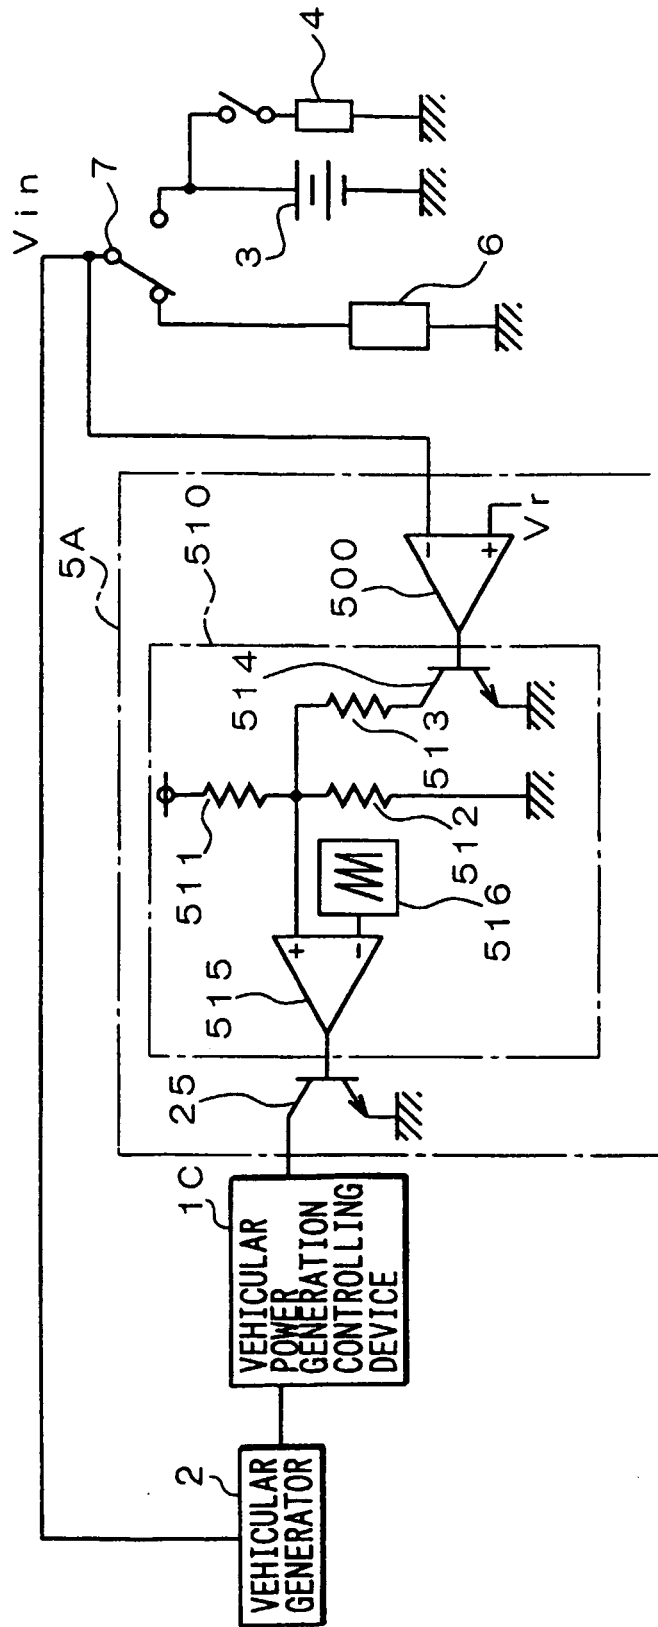 2
VEHICULAR
GENERATOR
1C
VEHICULAR
POWER
GENERATION
CONTROLLING
DEVICE
5A
510
25
515
511
516
512
513
514
+
-
500
-
+
Vr
Vin
7
3
4
6